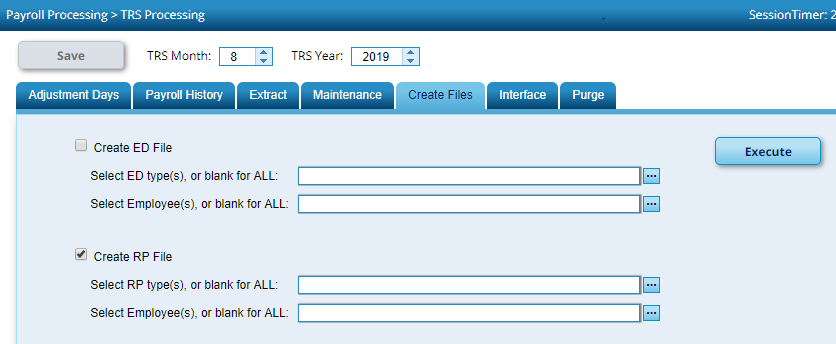 Payroll Processing > TRS Processing SessionTimer: 2
Save TRS Month: 8 TRS Year: 2019
Adjustment Days Payroll History Extract Maintenance Create Files Interface Purge
Create ED File
Execute
Select ED type(s), or blank for ALL: ...
Select Employee(s), or blank for ALL: ...
Create RP File
Select RP type(s), or blank for ALL: ...
Select Employee(s), or blank for ALL: ...